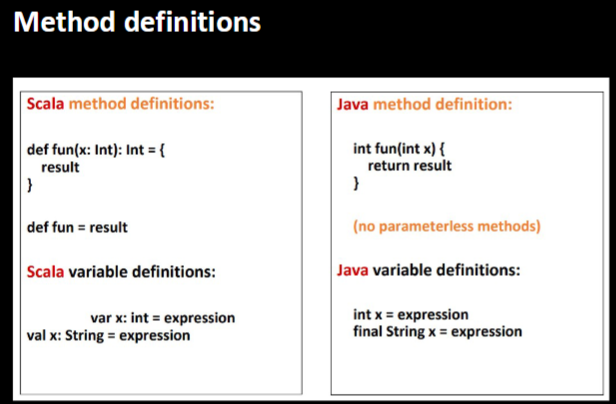 Method definitions
Scala method definitions:
def fun(x: Int): Int = {
result
}
def fun = result
Scala variable definitions:
var x: int = expression
val x: String = expression
Java method definition:
int fun(int x) {
return result
}
(no parameterless methods)
Java variable definitions:
int x = expression
final String x = expression